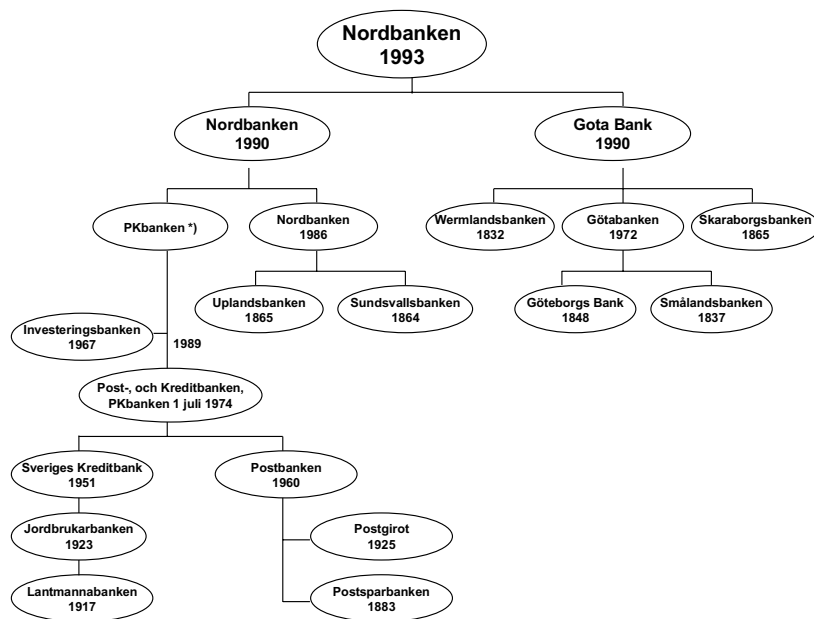 Nordbanken
1993
Nordbanken
1990
Gota Bank
1990
PKbanken *)
Nordbanken
1986
Wermlandsbanken
1832
Götabanken
1972
Skaraborgsbanken
1865
Uplandsbanken
1865
Sundsvallsbanken
1864
Göteborgs Bank
1848
Smålandsbanken
1837
Investeringsbanken
1967
1989
Post-, och Kreditbanken,
PKbanken 1 juli 1974
Sveriges Kreditbank
1951
Postbanken
1960
Jordbrukarbanken
1923
Postgirot
1925
Lantmannabanken
1917
Postsparbanken
1883